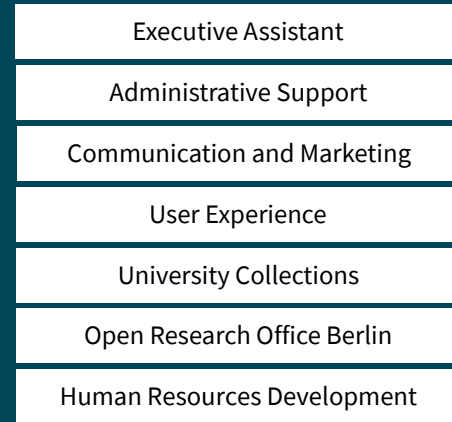 Executive Assistant
Administrative Support
Communication and Marketing
User Experience
University Collections
Open Research Office Berlin
Human Resources Development